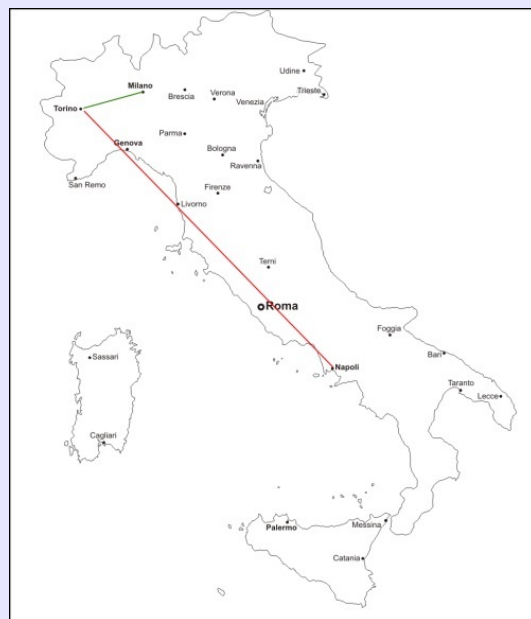 Udine
Milano
Trieste
Brescia
Verona
Venezia
Torino
Parma
Genova
Bologna
Ravenna
San Remo
Firenze
Livorno
Terni
Roma
Foggia
Sassari
Bari
Napoli
Taranto
Lecce
Cagliari
Palermo
Messina
Catania